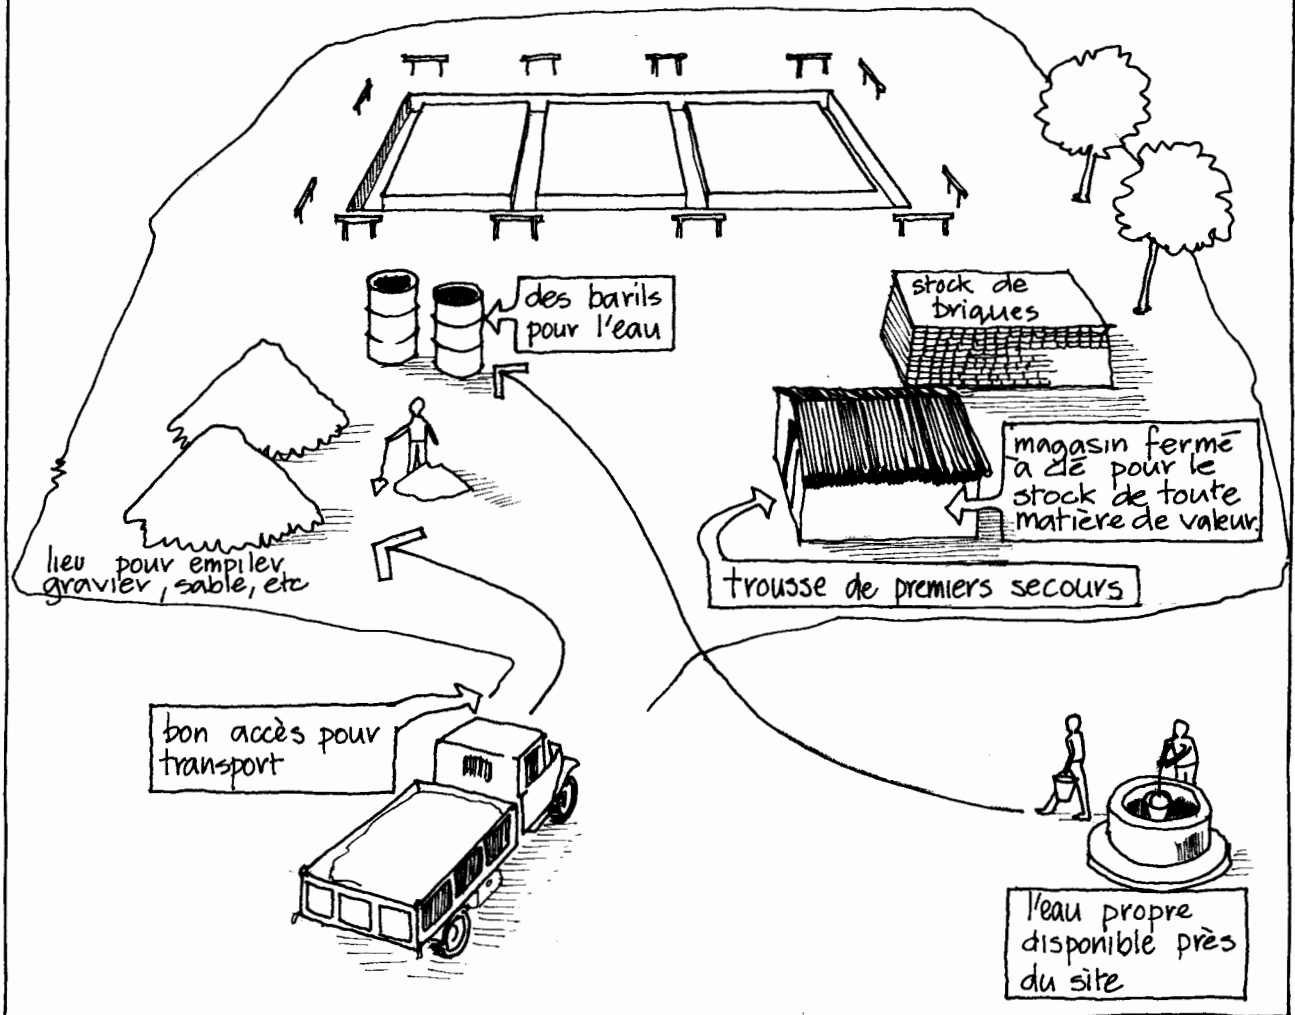 des barils
pour l'eau
stock de
briques
magasin fermé
a clé pour le
stock de toute
matière de valeur.
lieu pour empiler
gravier, sable, etc
trousse de premiers secours
bon accès pour
transport
l'eau propre
disponible près
du site